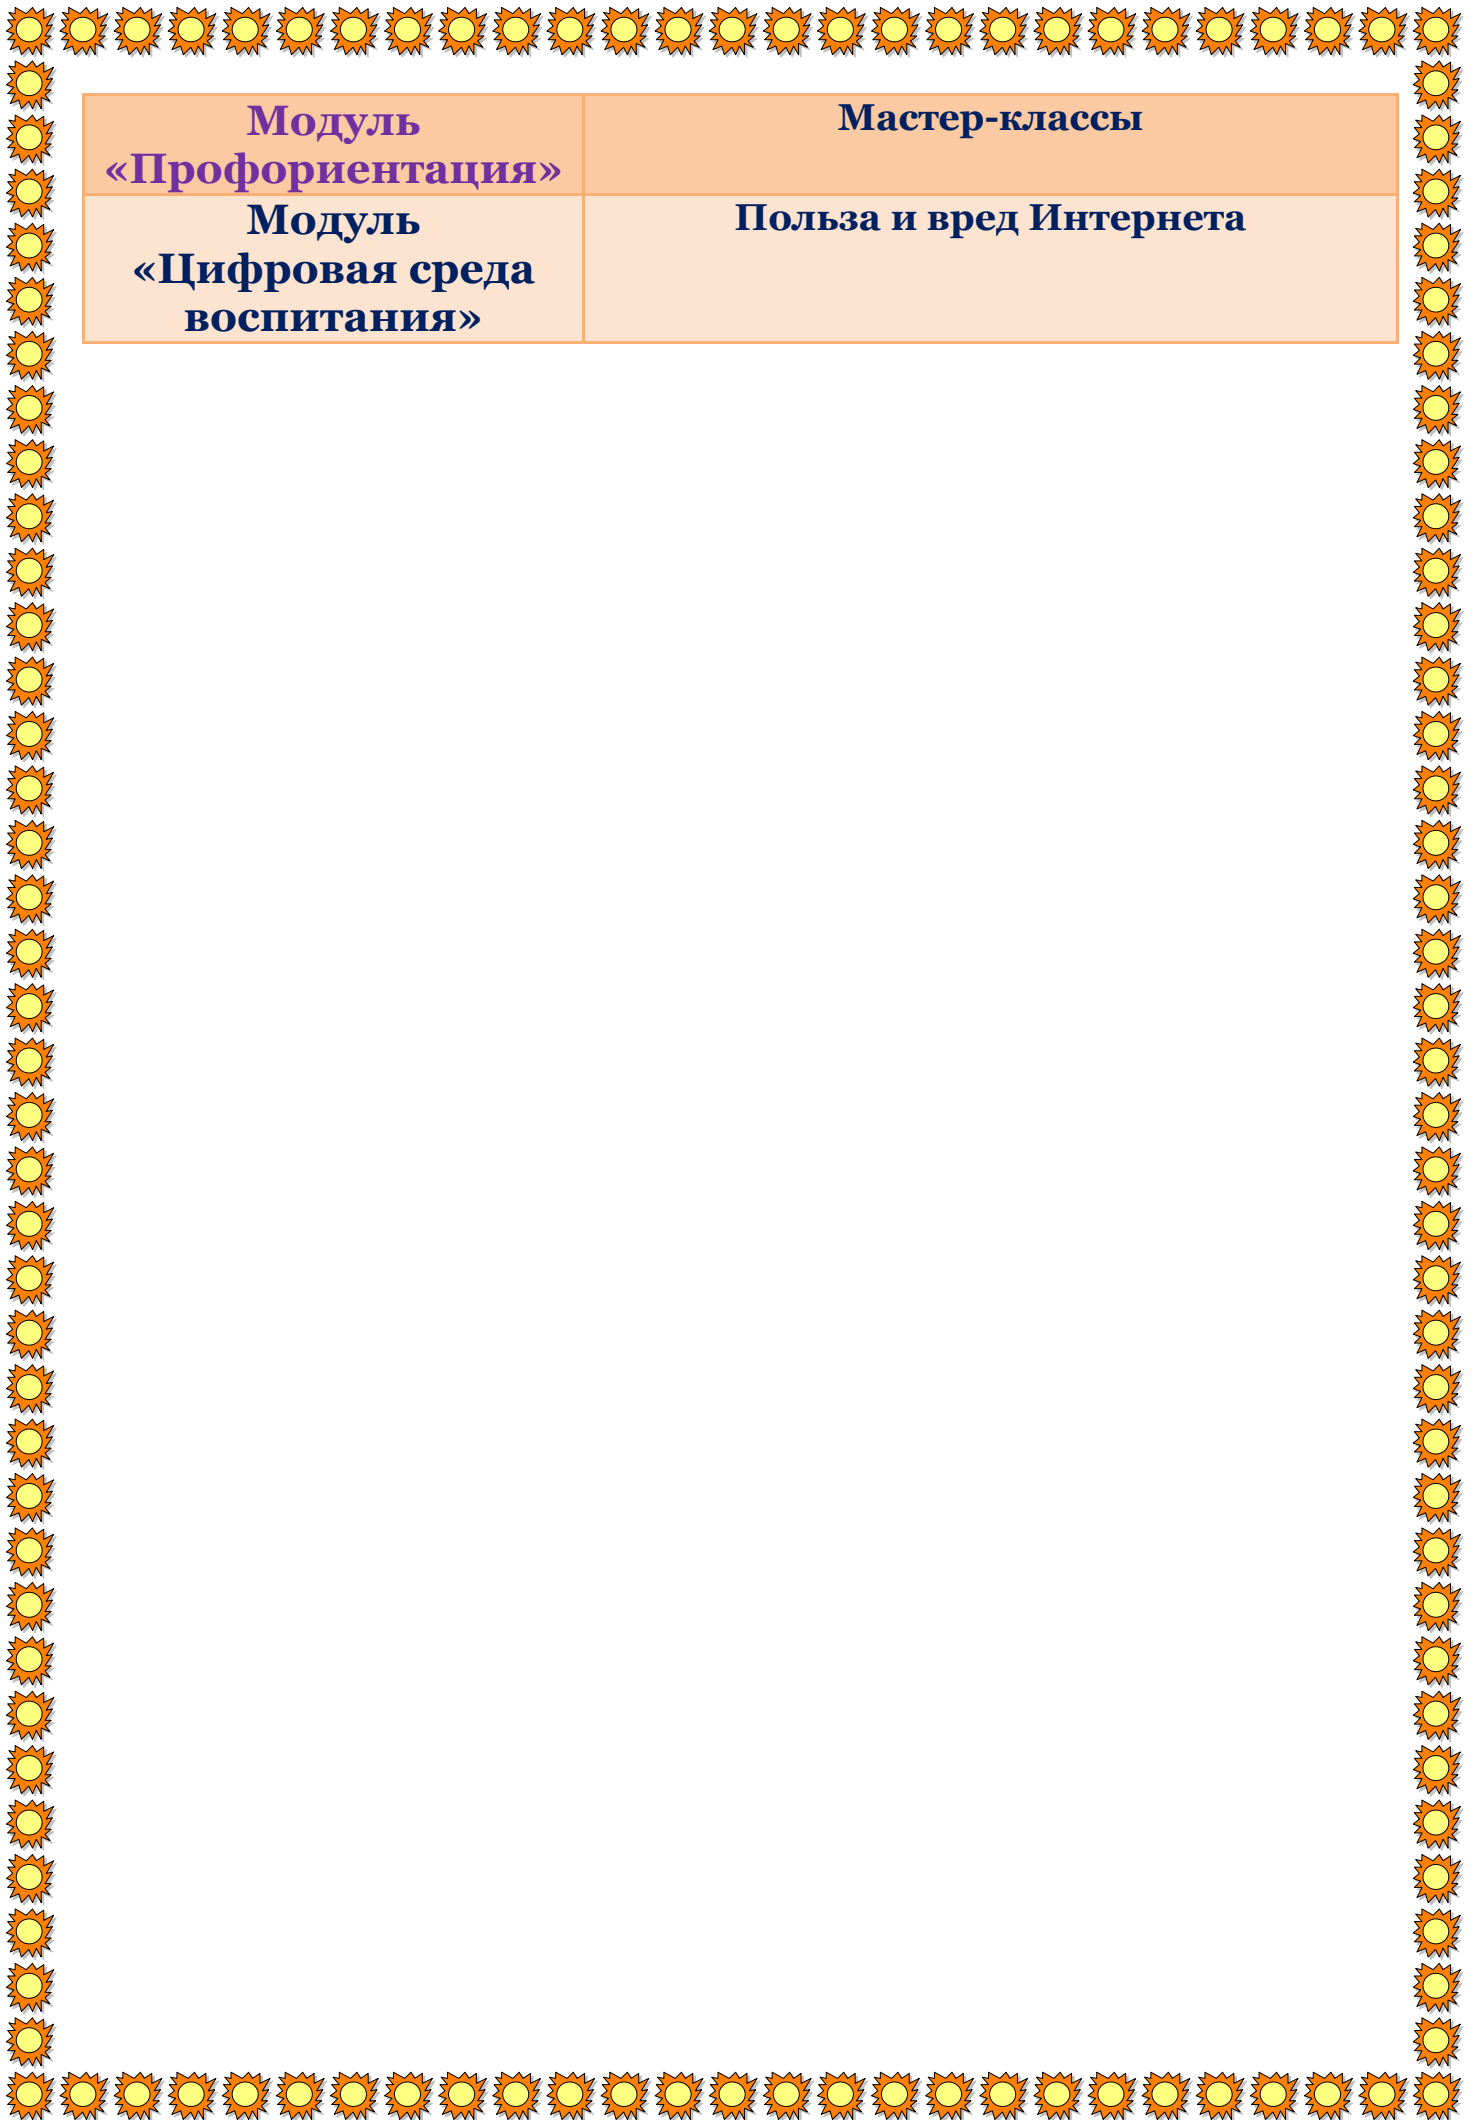 Модуль
«Профориентация»
Мастер-классы
Модуль
«Цифровая среда
воспитания»
Польза и вред Интернета